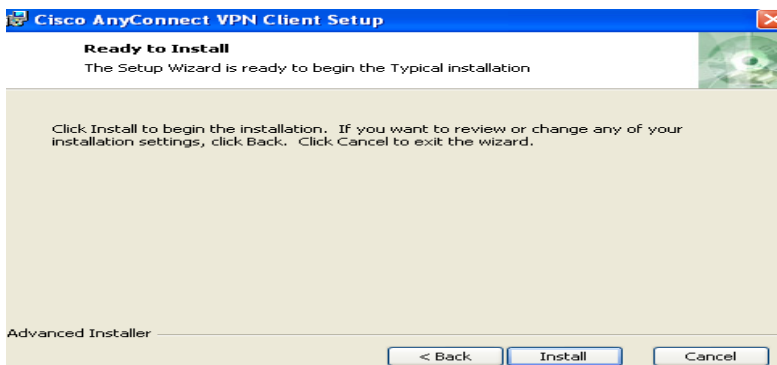 Cisco AnyConnect VPN Client Setup
Ready to Install
The Setup Wizard is ready to begin the Typical installation
Click Install to begin the installation.  If you want to review or change any of your
installation settings, click Back.  Click Cancel to exit the wizard.
Advanced Installer
< Back
Install
Cancel